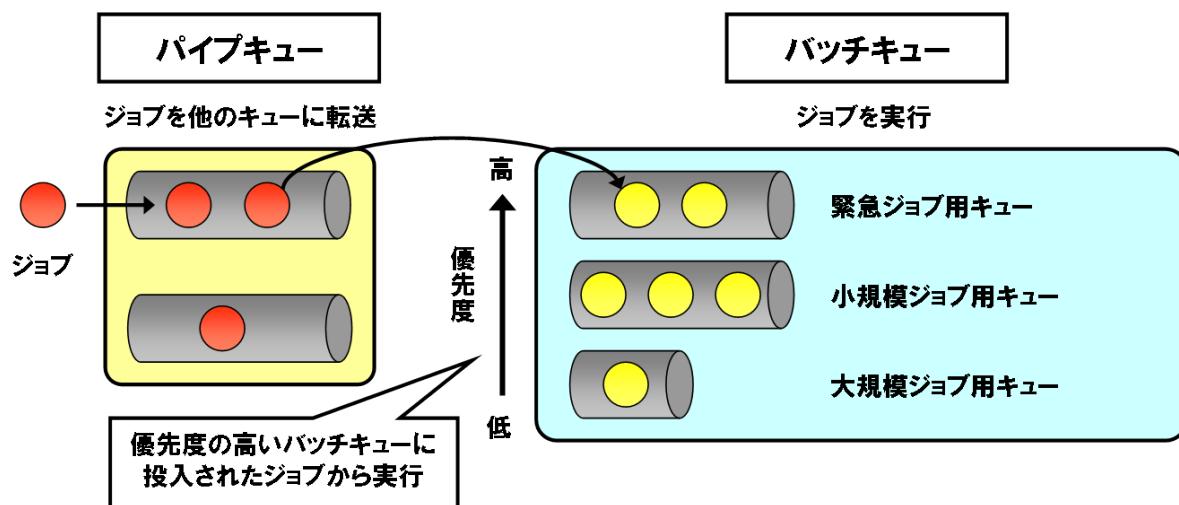 パイプキュー
ジョブを他のキューに転送
ジョブ
バッチキュー
ジョブを実行
高
優先度
低
緊急ジョブ用キュー
小規模ジョブ用キュー
大規模ジョブ用キュー
優先度の高いバッチキューに
投入されたジョブから実行